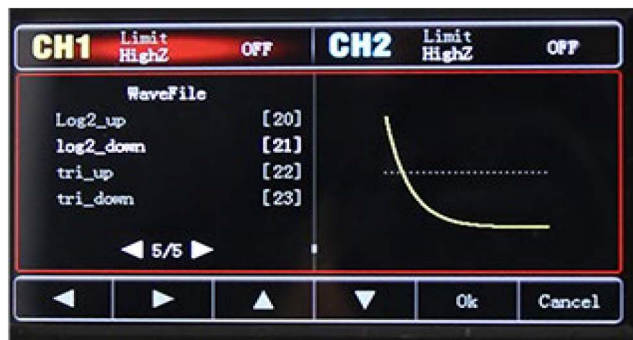 CH1 Limit HighZ OFF CH2 Limit HighZ OFF
WaveFile
Log2_up [20]
log2_down [21]
tri_up [22]
tri_down [23]
5/5
Ok Cancel